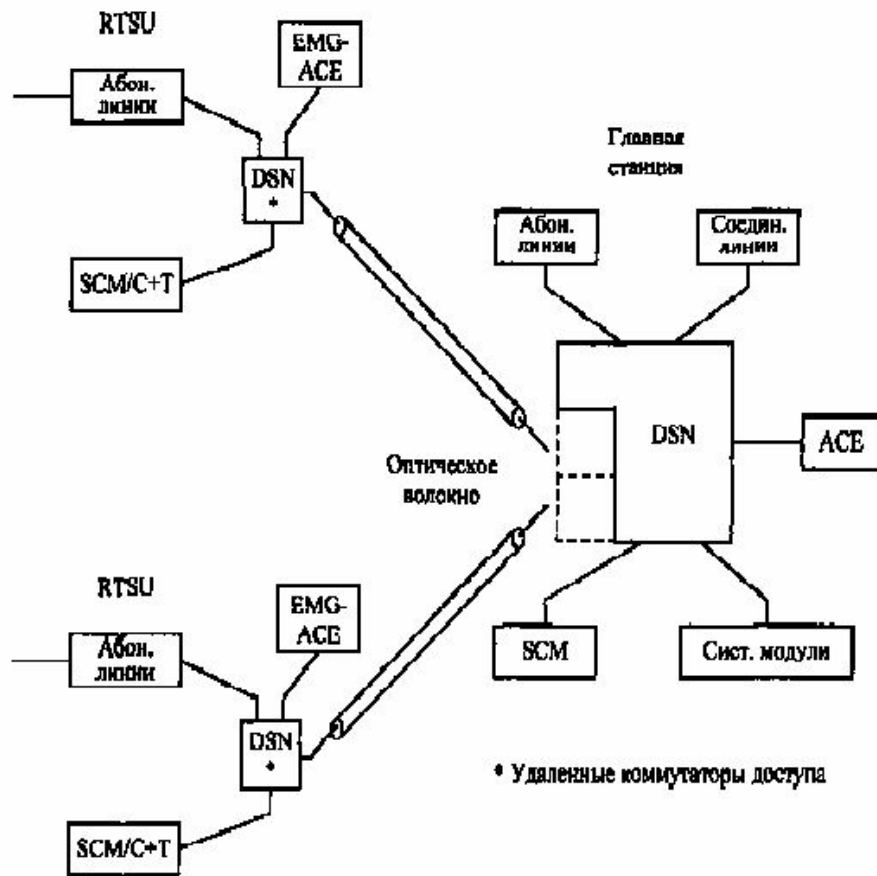 RTSU
EMG-
ACE
Абон.
линии
DSN
*
SCM/C+T
Главная
станция
Абон.
линии
Соедин.
линии
DSN
ACE
Оптическое
волокно
RTSU
EMG-
ACE
Абон.
линии
DSN
*
SCM/C+T
SCM
Сист. модули
* Удаленные коммутаторы доступа